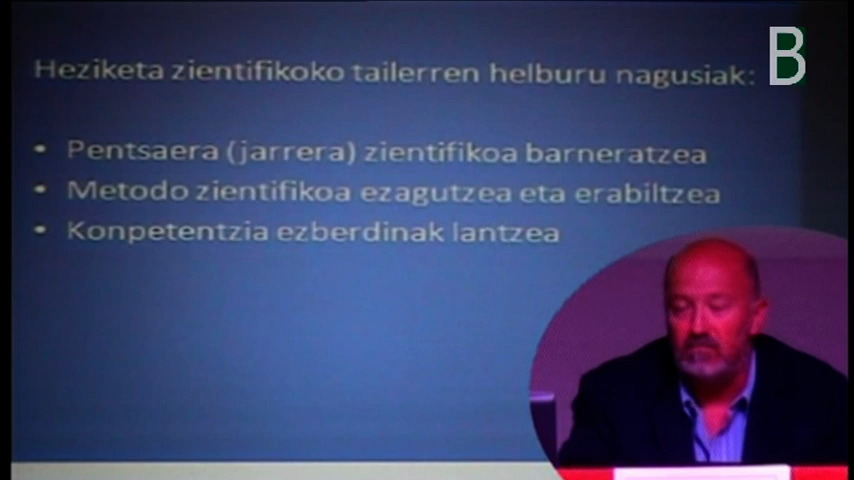 B
Heziketa zientifikoko tailerren helburu nagusiak:
• Pentsaera (jarrera) zientifikoa barneratzea
• Metodo zientifikoa ezagutzea eta erabiltzea
• Konpetentzia ezberdinak lantzea